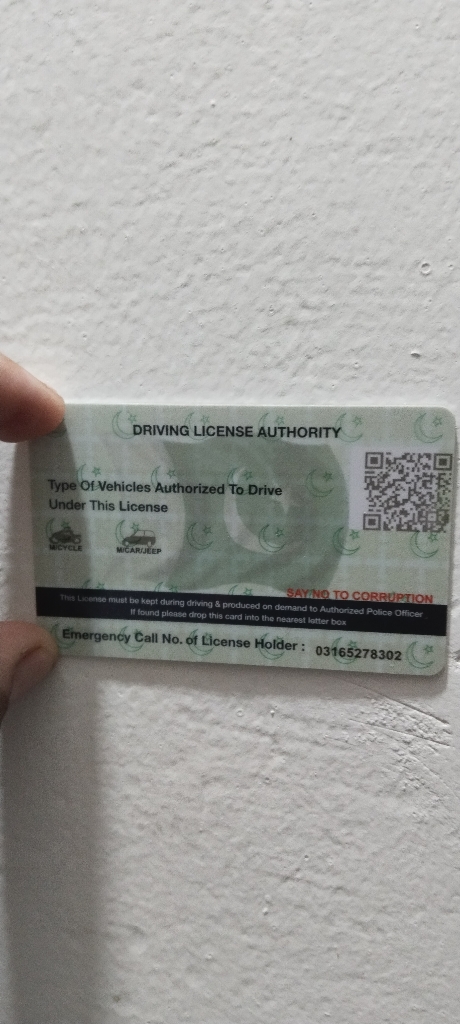 DRIVING LICENSE AUTHORITY
Type Of Vehicles Authorized To Drive
Under This License
M/CYCLE M/CAR/JEEP
SAY NO TO CORRUPTION
This License must be kept during driving & produced on demand to Authorized Police Officer
If found please drop this card into the nearest letter box
Emergency Call No. of License Holder : 03165278302